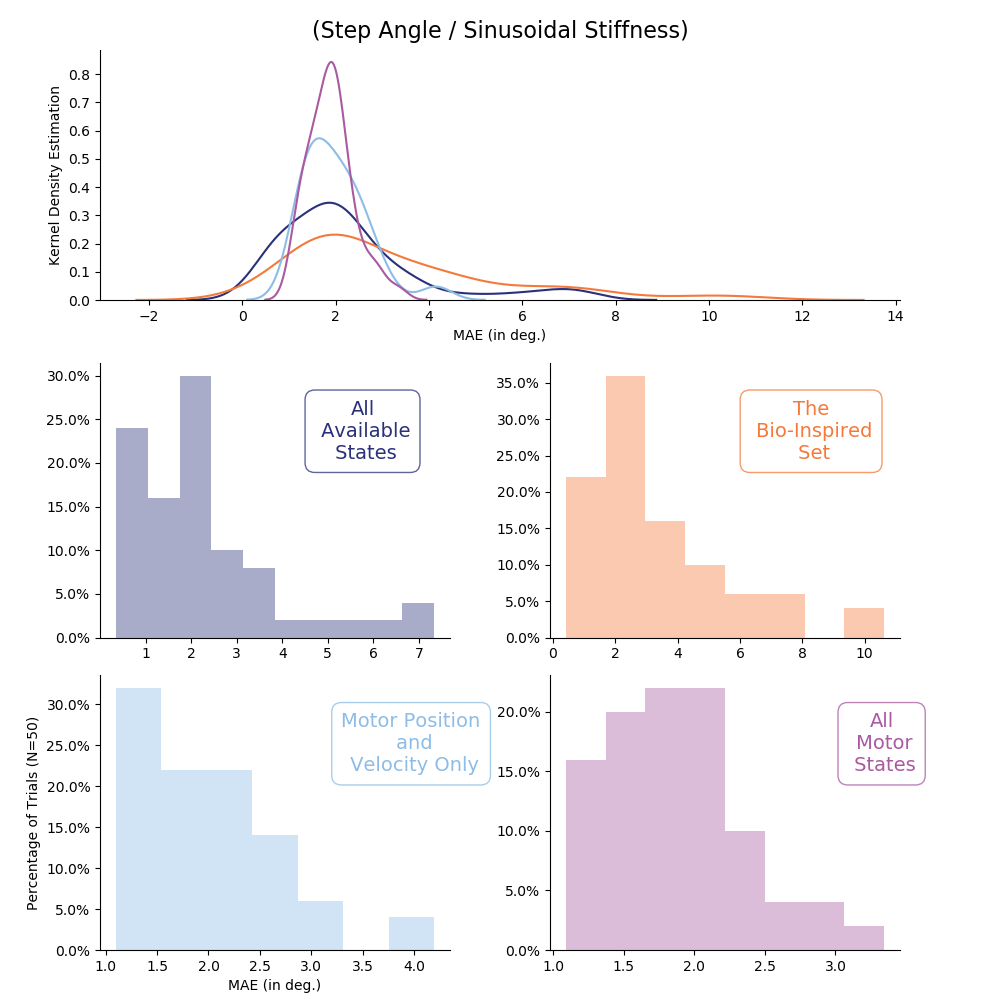 (Step Angle / Sinusoidal Stiffness)
Kernel Density Estimation
0.8
0.7
0.6
0.5
0.4
0.3
0.2
0.1
0.0
−2 0 2 4 6 8 10 12 14
MAE (in deg.)
30.0%
25.0%
20.0%
15.0%
10.0%
5.0%
0.0%
All
Available
States
1 2 3 4 5 6 7
35.0%
30.0%
25.0%
20.0%
15.0%
10.0%
5.0%
0.0%
The
Bio-Inspired
Set
0 2 4 6 8 10
Percentage of Trials (N=50)
30.0%
25.0%
20.0%
15.0%
10.0%
5.0%
0.0%
Motor Position
and
Velocity Only
1.0 1.5 2.0 2.5 3.0 3.5 4.0
MAE (in deg.)
20.0%
15.0%
10.0%
5.0%
0.0%
All
Motor
States
1.0 1.5 2.0 2.5 3.0